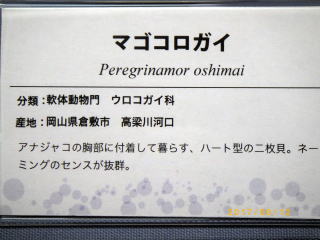 マゴコロガイ
Peregrinamor oshimai
分類：軟体動物門　ウロコガイ科
産地：岡山県倉敷市　高梁川河口
アナジャコの胸部に付着して暮らす、ハート型の二枚貝。ネー
ミングのセンスが抜群。